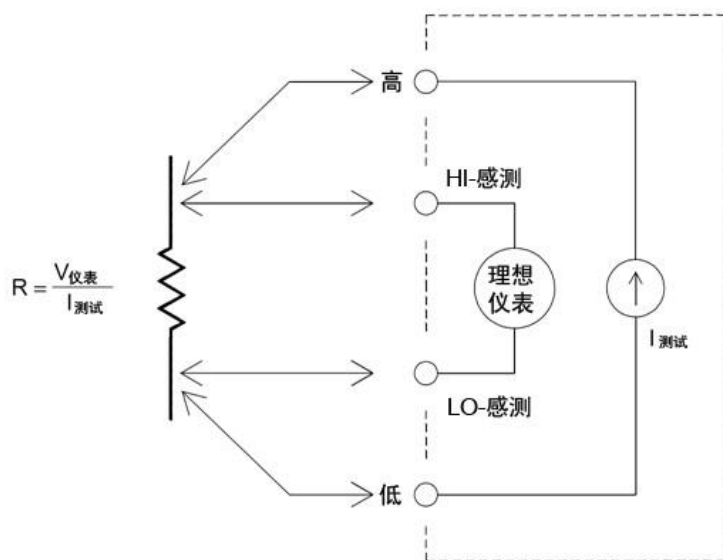 高
HI-感测
R = V仪表 / I测试
理想
仪表
I 测试
LO-感测
低